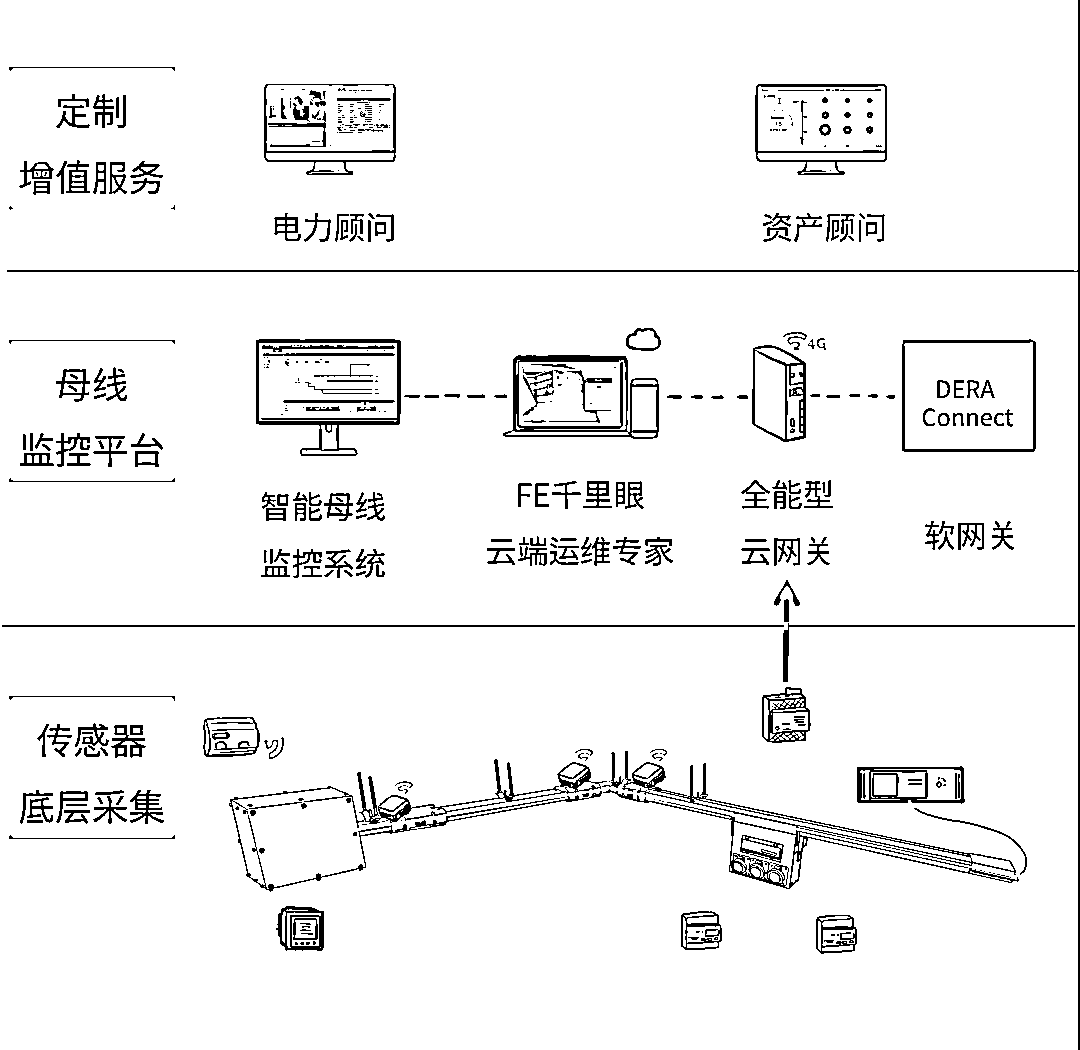 定制
增值服务
电力顾问
资产顾问
母线
监控平台
4G
DERA
Connect
智能母线
监控系统
FE千里眼
云端运维专家
全能型
云网关
软网关
传感器
底层采集